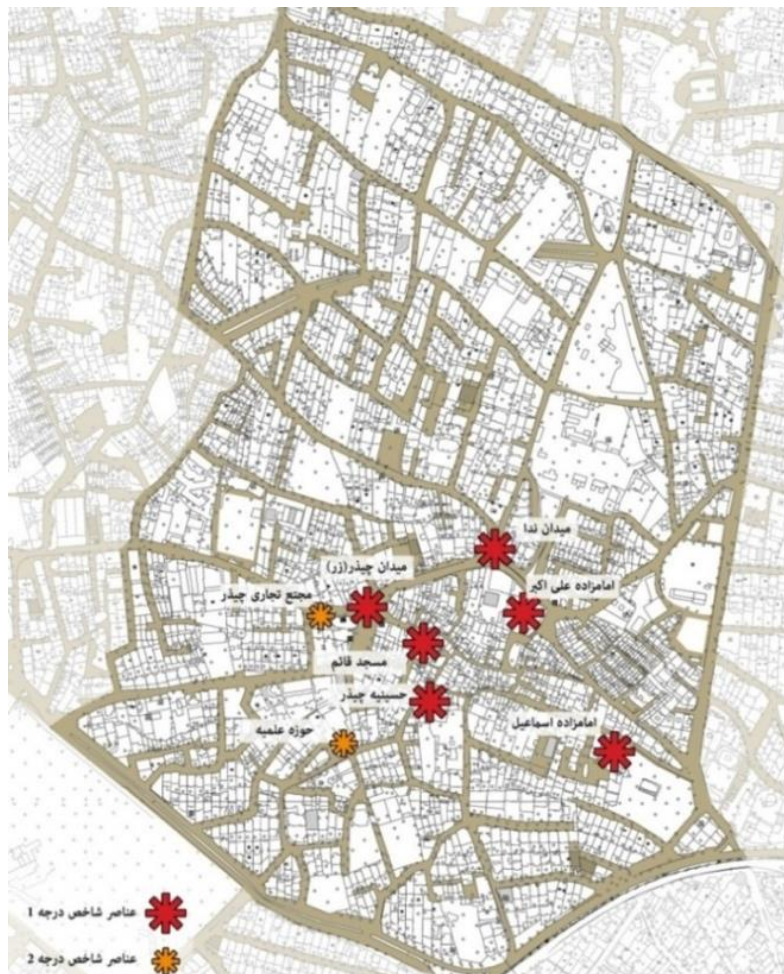 میدان ندا
میدان چیذر(زر)
امامزاده علی اکبر
مجتع تجاری چیذر
مسجد قائم
حسینیه چیذر
امامزاده اسماعیل
حوزه علمیه
عناصر شاخص درجه 1
عناصر شاخص درجه 2